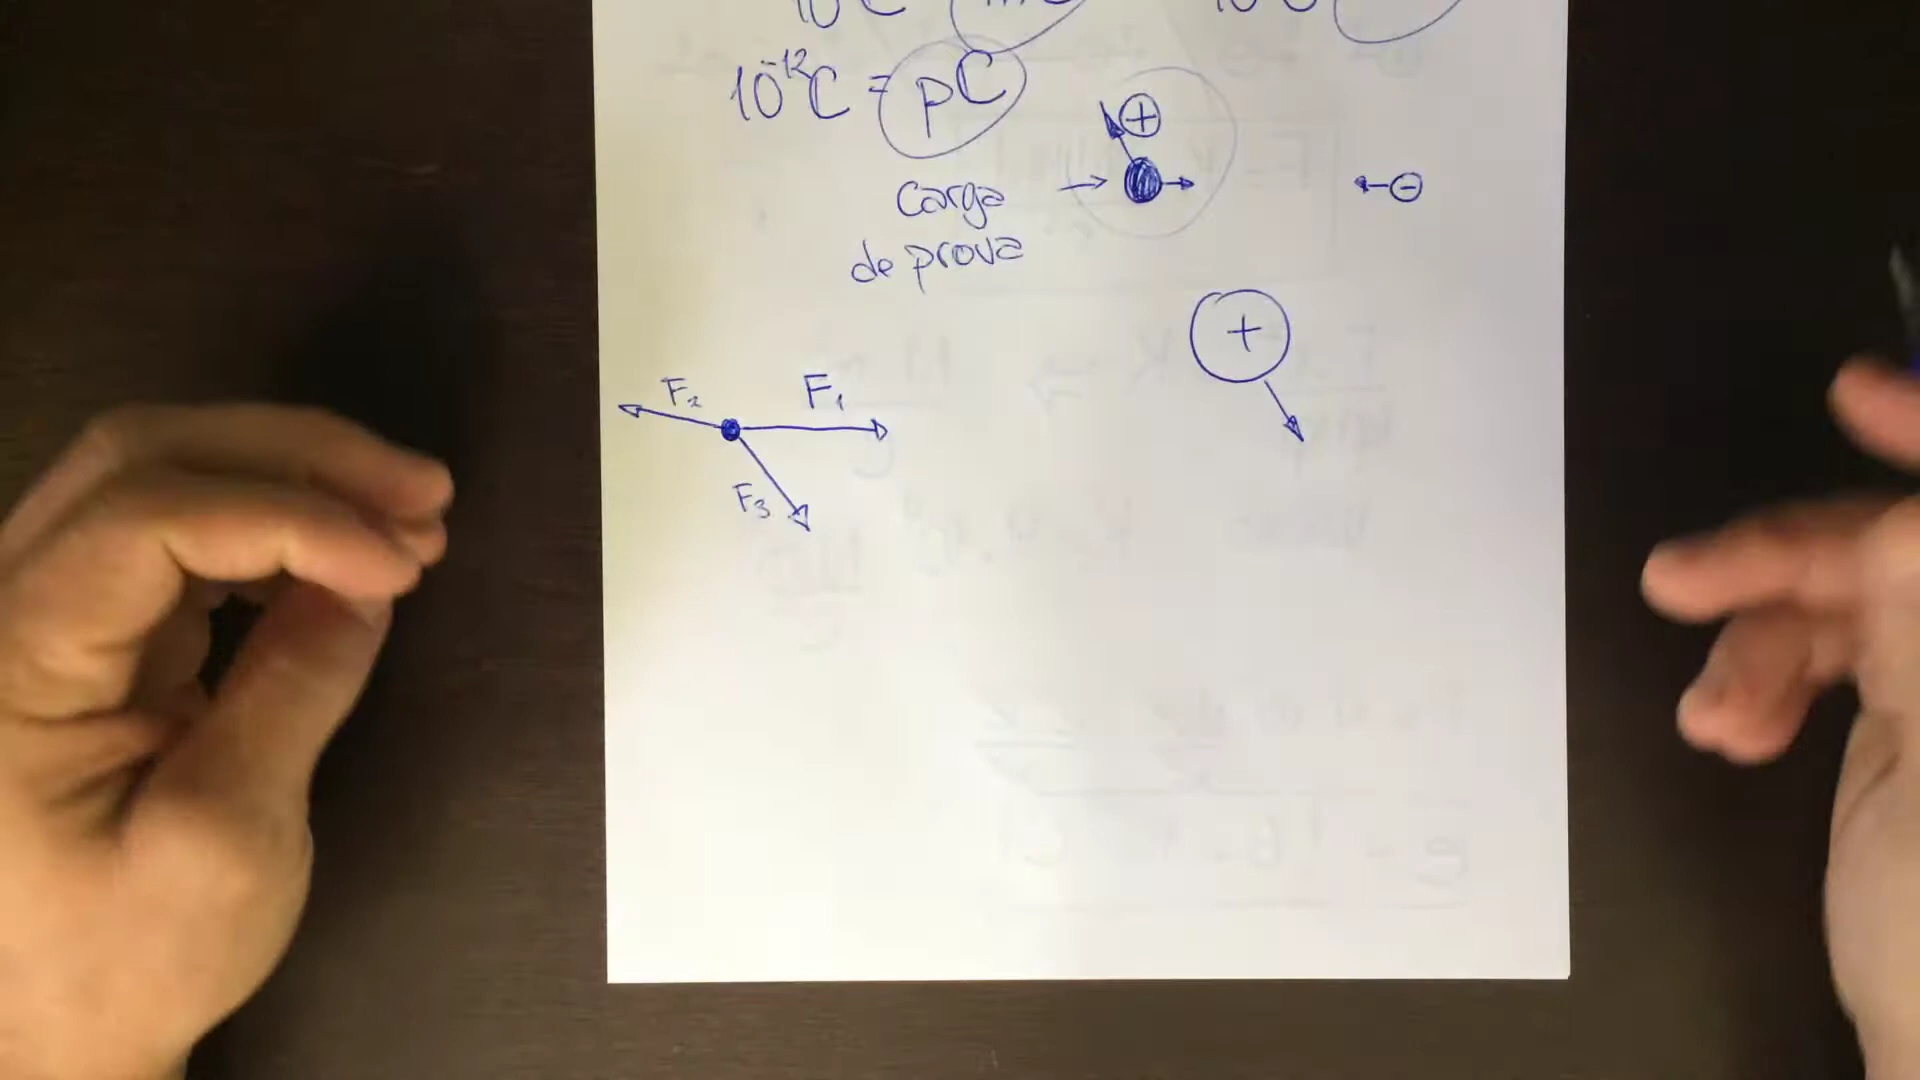 10⁻¹²C = pC
+
Carga
de prova
-
+
F₂ F₁
F₃